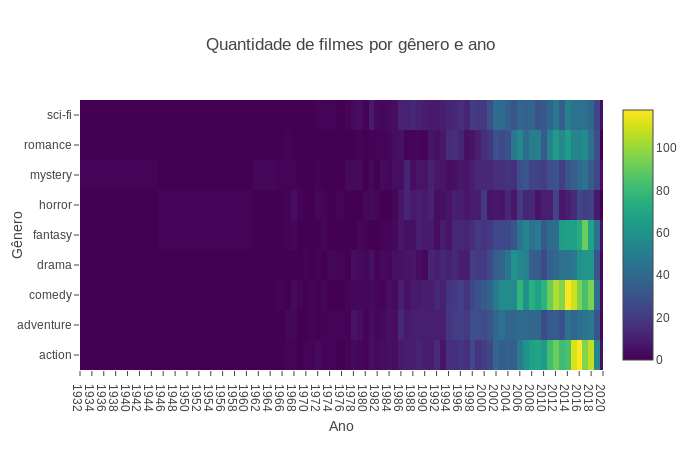 Quantidade de filmes por gênero e ano
Gênero
sci-fi
romance
mystery
horror
fantasy
drama
comedy
adventure
action
100
80
60
40
20
0
1932 1934 1936 1938 1940 1942 1944 1946 1948 1950 1952 1954 1956 1958 1960 1962 1964 1966 1968 1970 1972 1974 1976 1978 1980 1982 1984 1986 1988 1990 1992 1994 1996 1998 2000 2002 2004 2006 2008 2010 2012 2014 2016 2018 2020
Ano